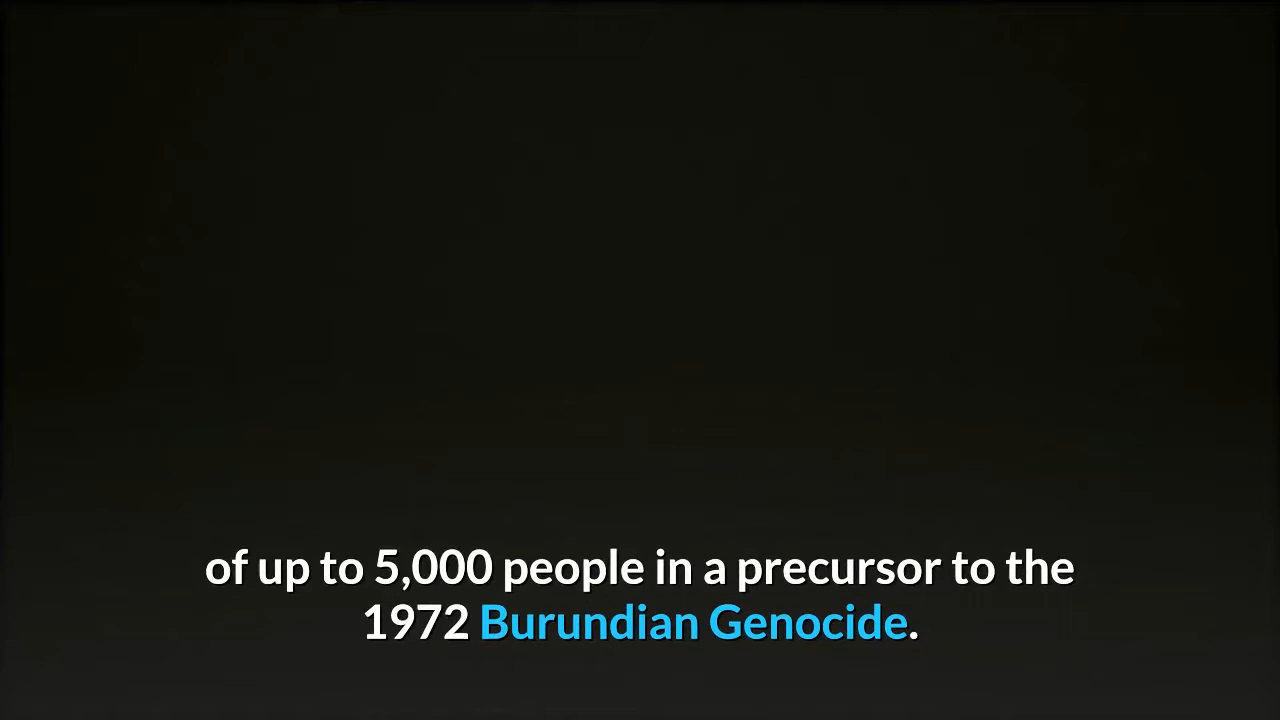 of up to 5,000 people in a precursor to the
1972 Burundian Genocide.